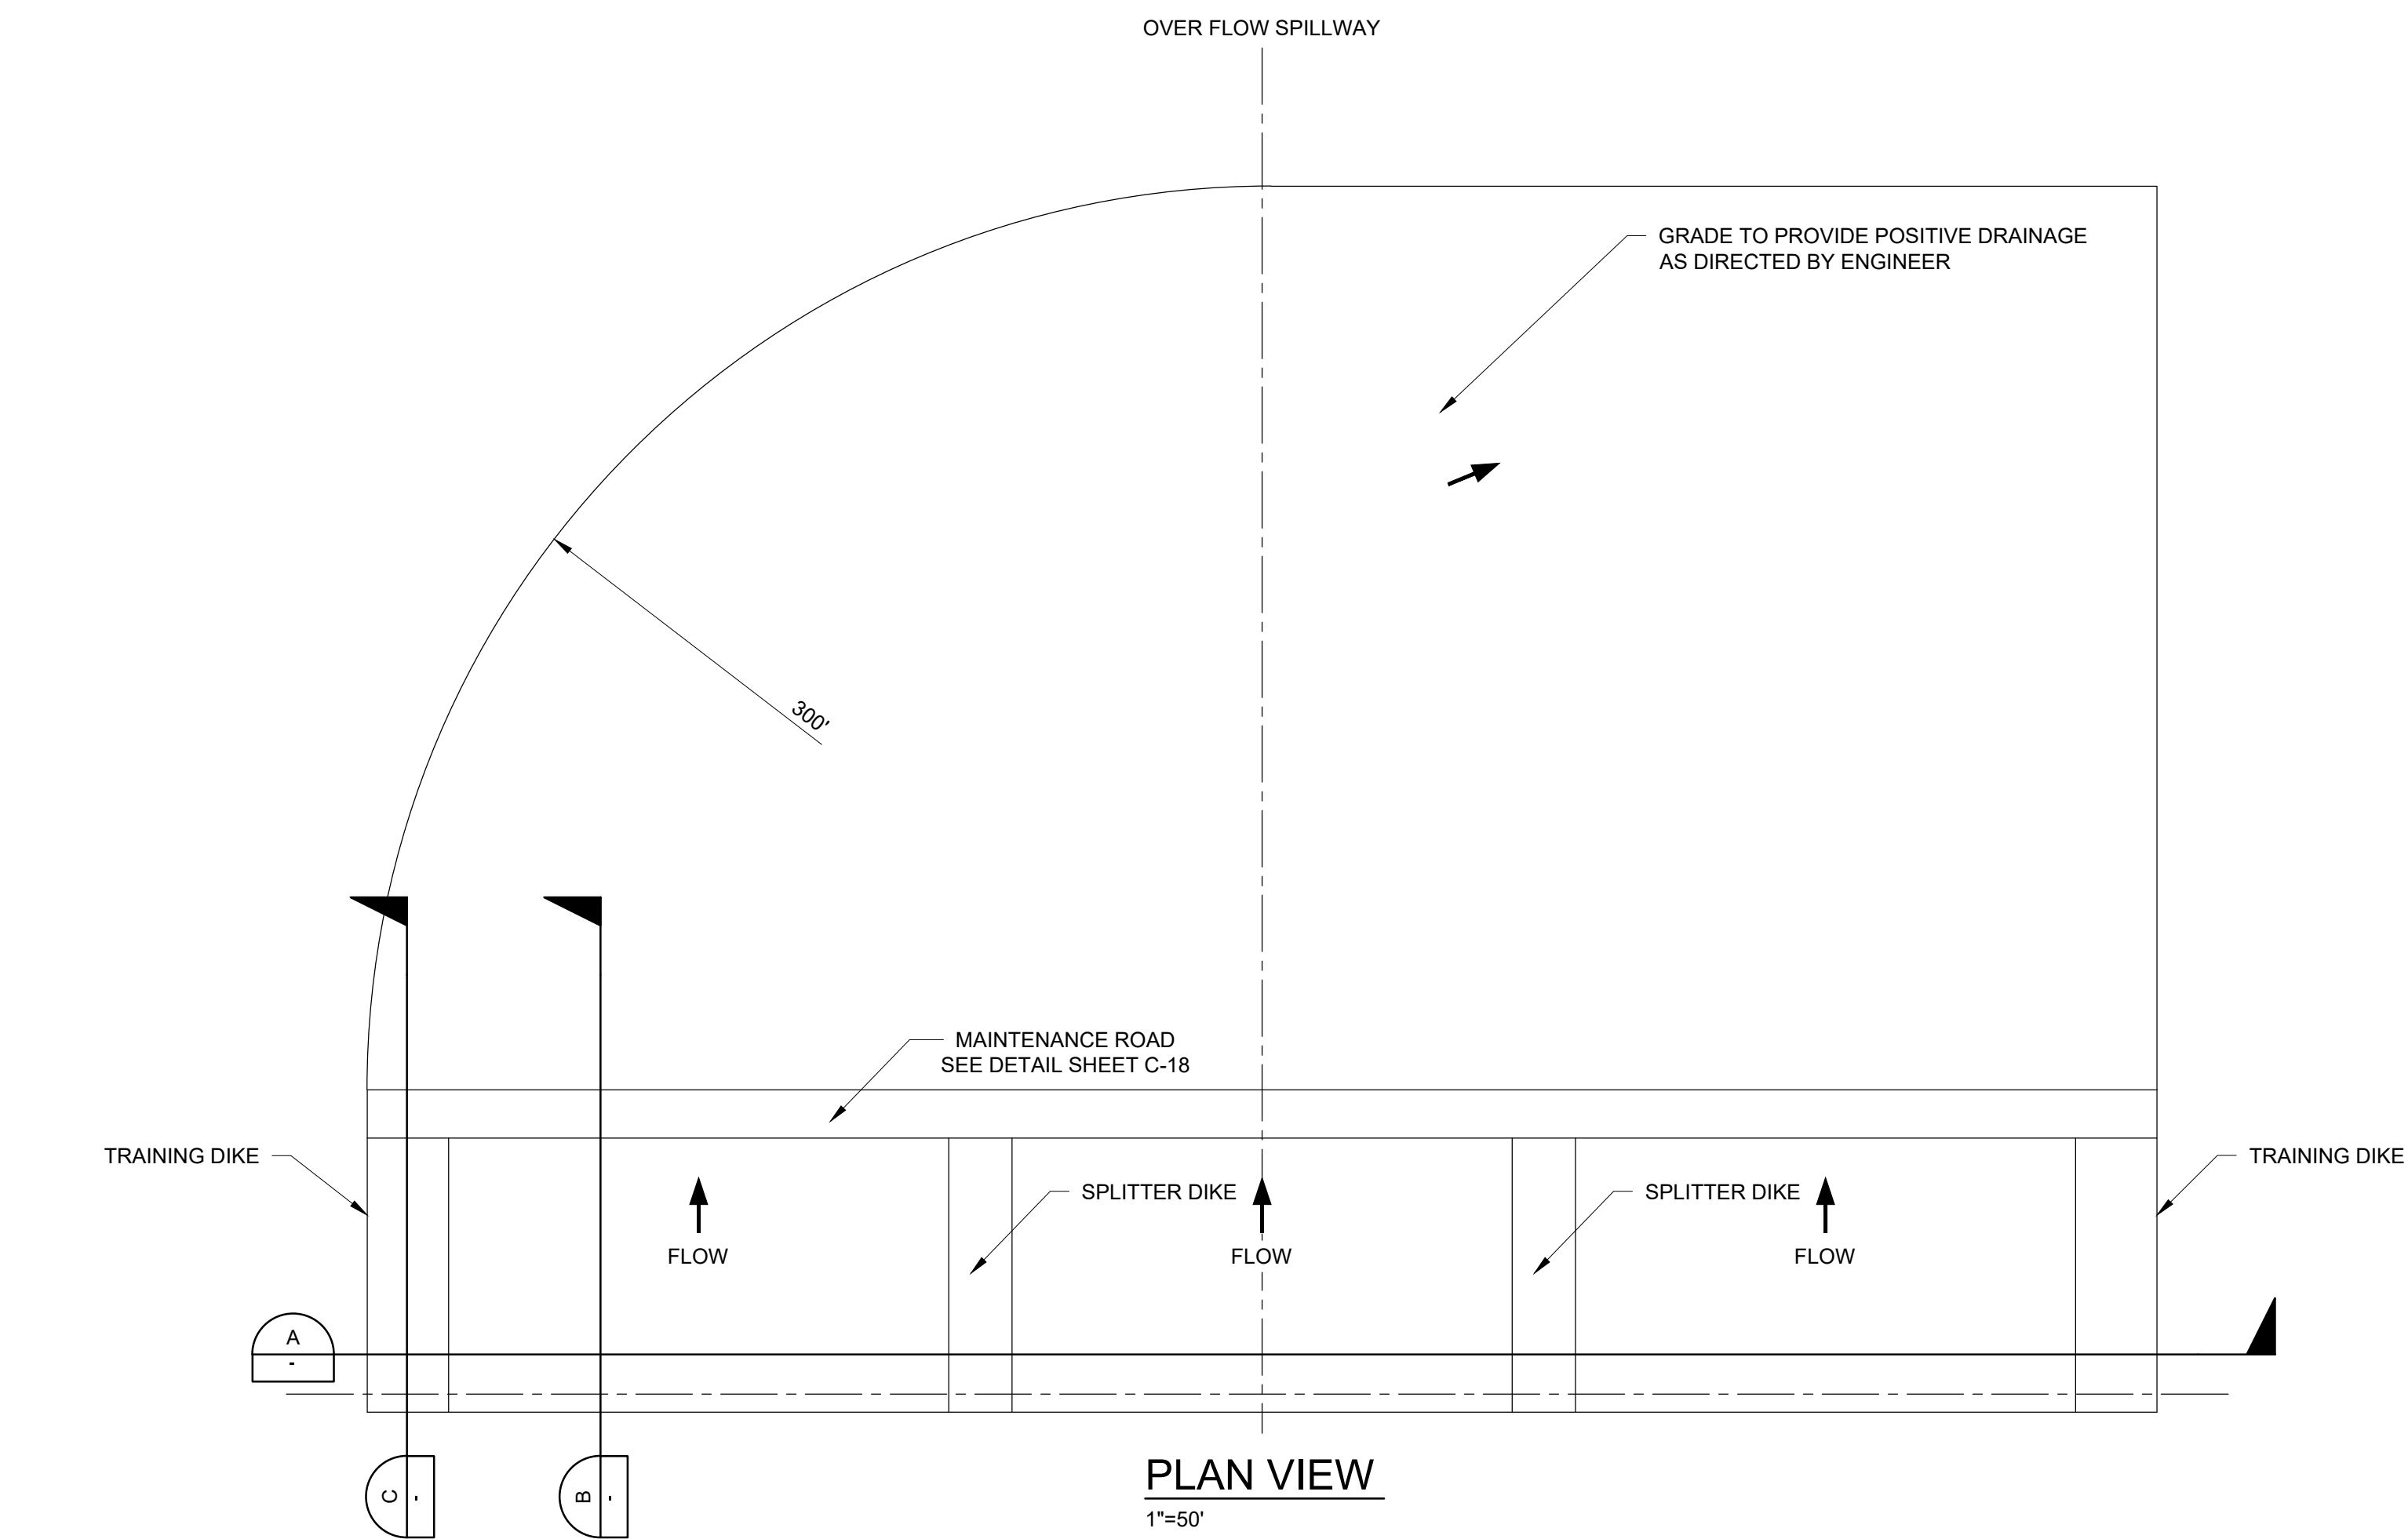 OVER FLOW SPILLWAY
GRADE TO PROVIDE POSITIVE DRAINAGE
AS DIRECTED BY ENGINEER
300'
MAINTENANCE ROAD
SEE DETAIL SHEET C-18
TRAINING DIKE
TRAINING DIKE
SPLITTER DIKE
SPLITTER DIKE
FLOW
FLOW
FLOW
A
-
C
-
B
-
PLAN VIEW
1"=50'